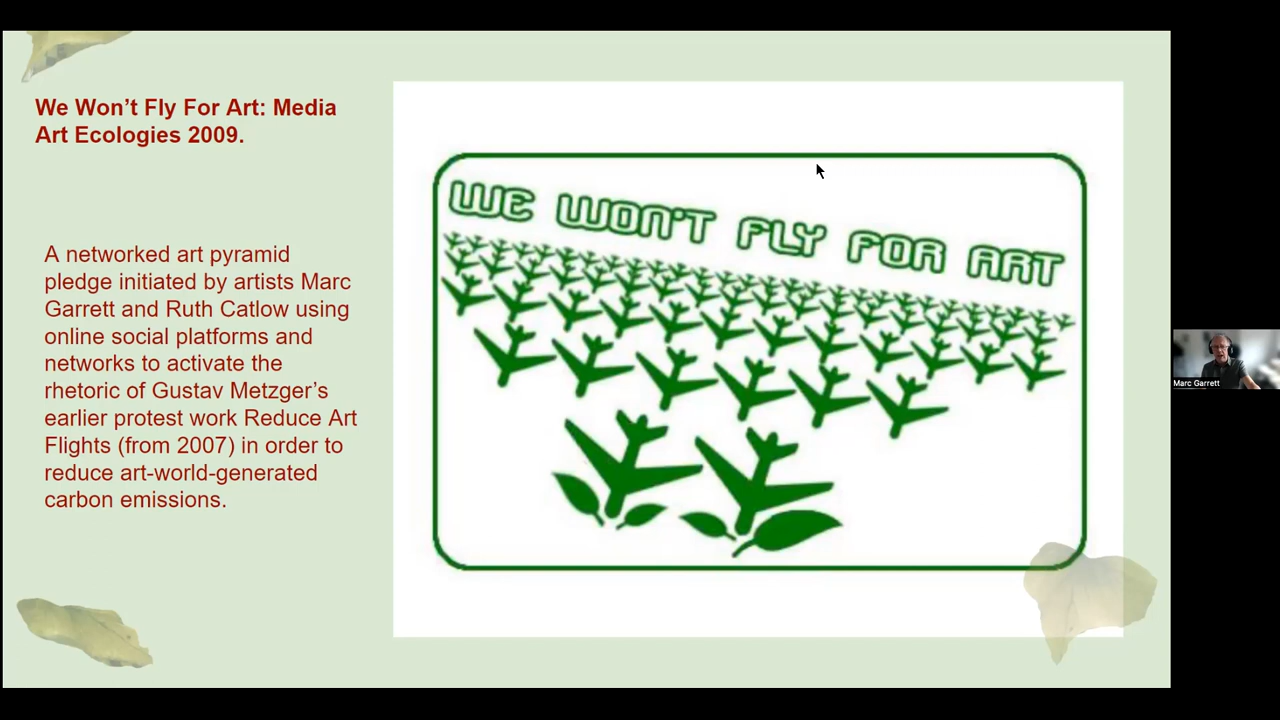 We Won’t Fly For Art: Media
Art Ecologies 2009.
A networked art pyramid
pledge initiated by artists Marc
Garrett and Ruth Catlow using
online social platforms and
networks to activate the
rhetoric of Gustav Metzger’s
earlier protest work Reduce Art
Flights (from 2007) in order to
reduce art-world-generated
carbon emissions.
WE WON'T FLY FOR ART
Marc Garrett